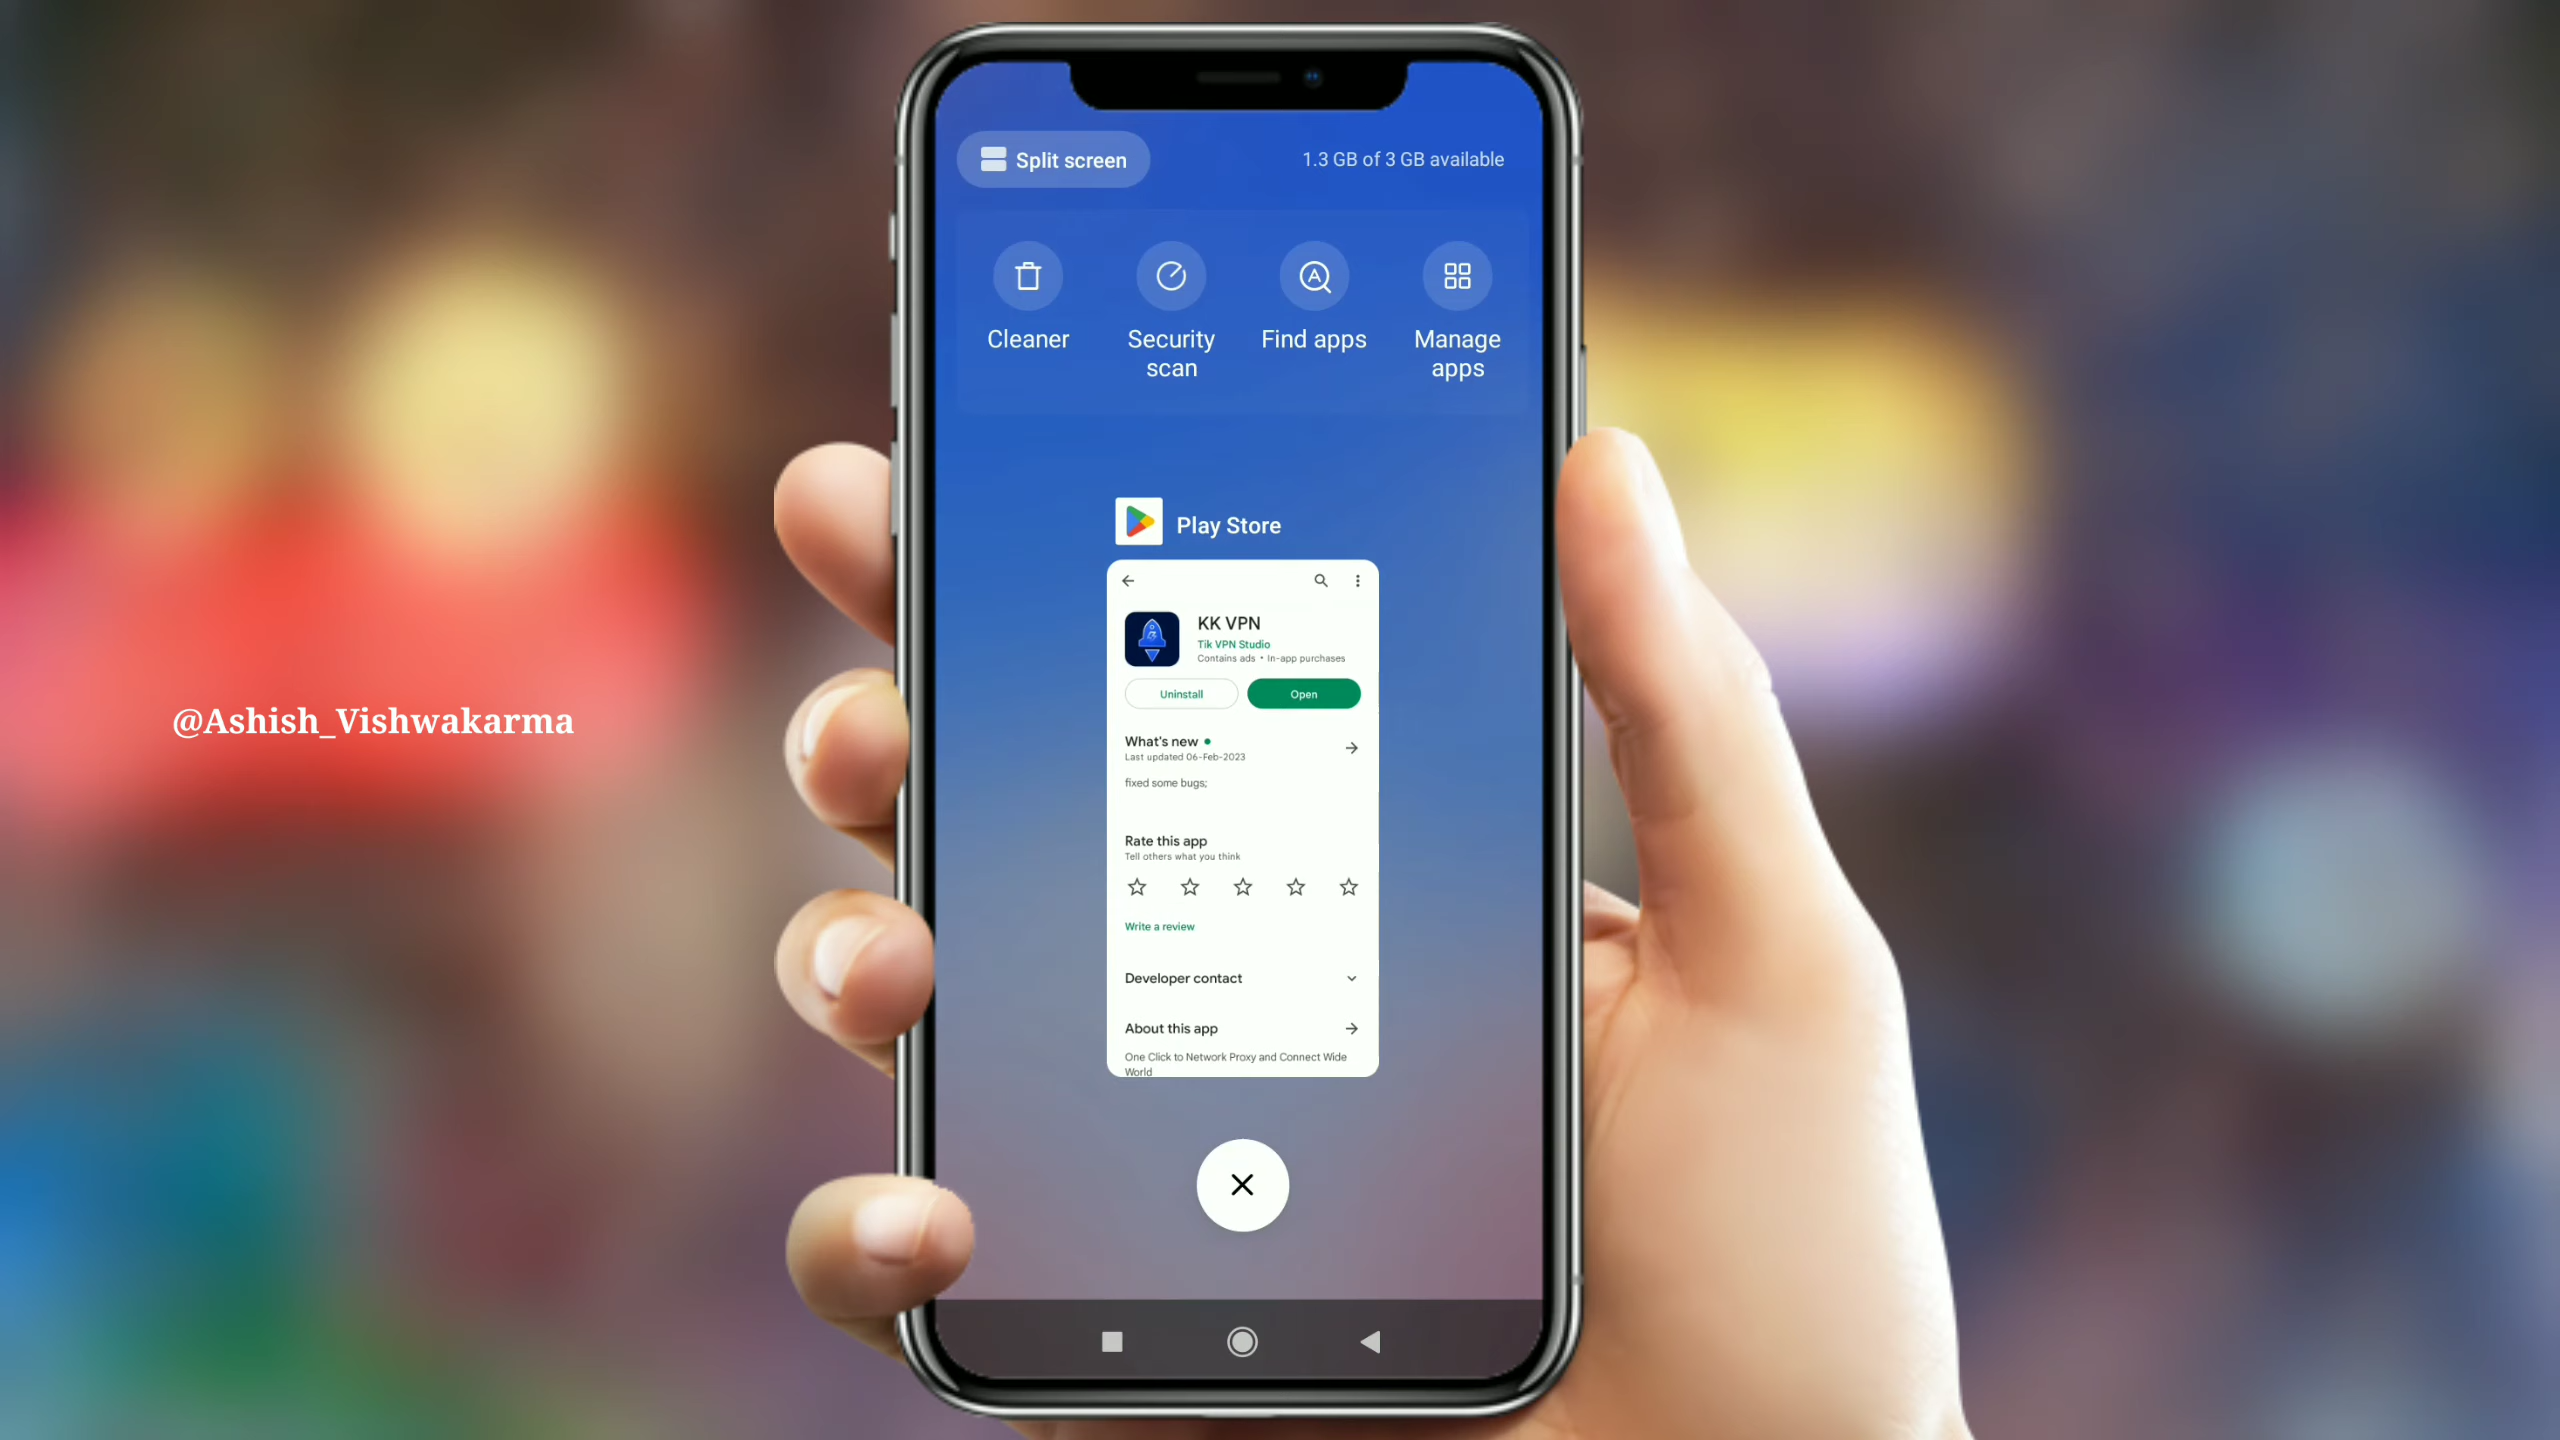 Split screen
1.3 GB of 3 GB available
Cleaner
Security
scan
Find apps
Manage
apps
Play Store
KK VPN
Tik VPN Studio
Contains ads • In-app purchases
Uninstall
Open
What's new
Last updated 06-Feb-2023
fixed some bugs;
Rate this app
Tell others what you think
Write a review
Developer contact
About this app
One Click to Network Proxy and Connect Wide
World
@Ashish_Vishwakarma